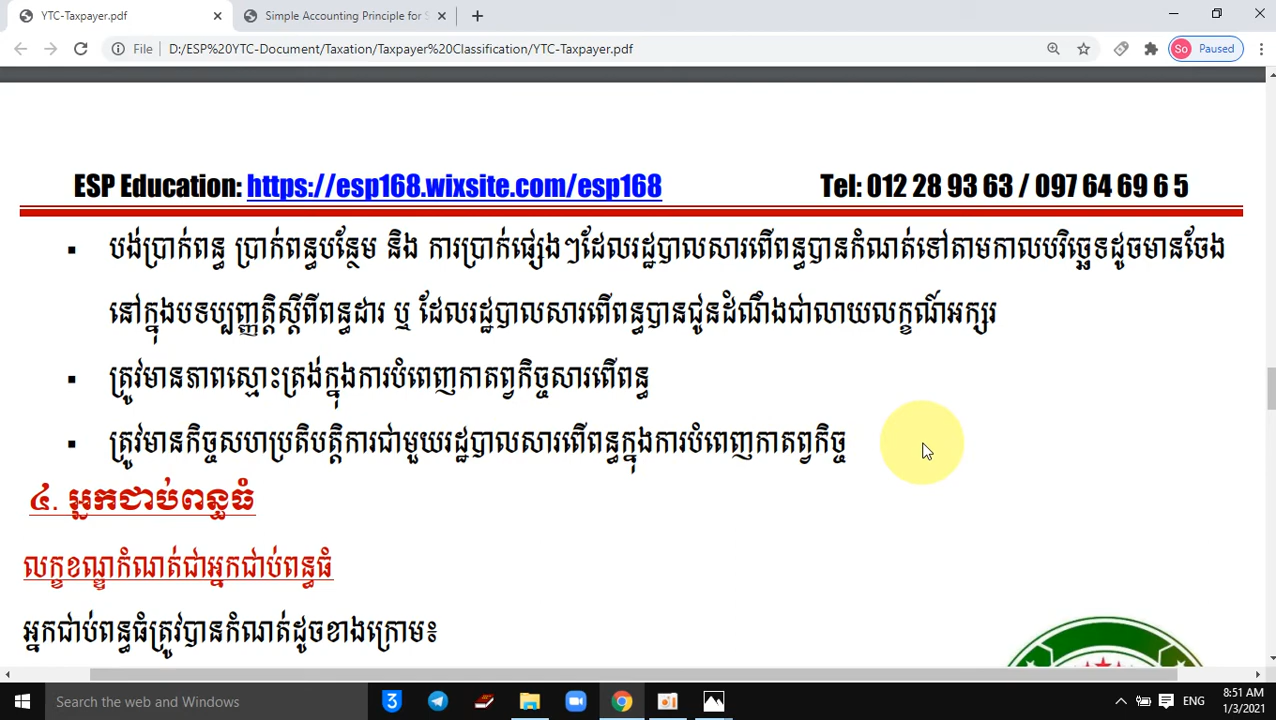 YTC-Taxpayer.pdf
Simple Accounting Principle for S
File
D:/ESP%20YTC-Document/Taxation/Taxpayer%20Classification/YTC-Taxpayer.pdf
So
Paused
ESP Education: https://esp168.wixsite.com/esp168
Tel: 012 28 93 63 / 097 64 69 6 5
▪ បង់ប្រាក់ពន្ធ ប្រាក់ពន្ធបន្ថែម និង ការប្រាក់ផ្សេងៗដែលរដ្ឋបាលសារពើពន្ធបានកំណត់ទៅតាមកាលបរិច្ឆេទដូចមានចែង
នៅក្នុងបទប្បញ្ញត្តិស្តីពីពន្ធដារ ឬ ដែលរដ្ឋបាលសារពើពន្ធបានជូនដំណឹងជាលាយលក្ខណ៍អក្សរ
▪ ត្រូវមានភាពស្មោះត្រង់ក្នុងការបំពេញកាតព្វកិច្ចសារពើពន្ធ
▪ ត្រូវមានកិច្ចសហប្រតិបត្តិការជាមួយរដ្ឋបាលសារពើពន្ធក្នុងការបំពេញកាតព្វកិច្ច
៤. អ្នកជាប់ពន្ធធំ
លក្ខខណ្ឌកំណត់ជាអ្នកជាប់ពន្ធធំ
អ្នកជាប់ពន្ធធំត្រូវបានកំណត់ដូចខាងក្រោម៖
Search the web and Windows
ENG
8:51 AM
1/3/2021